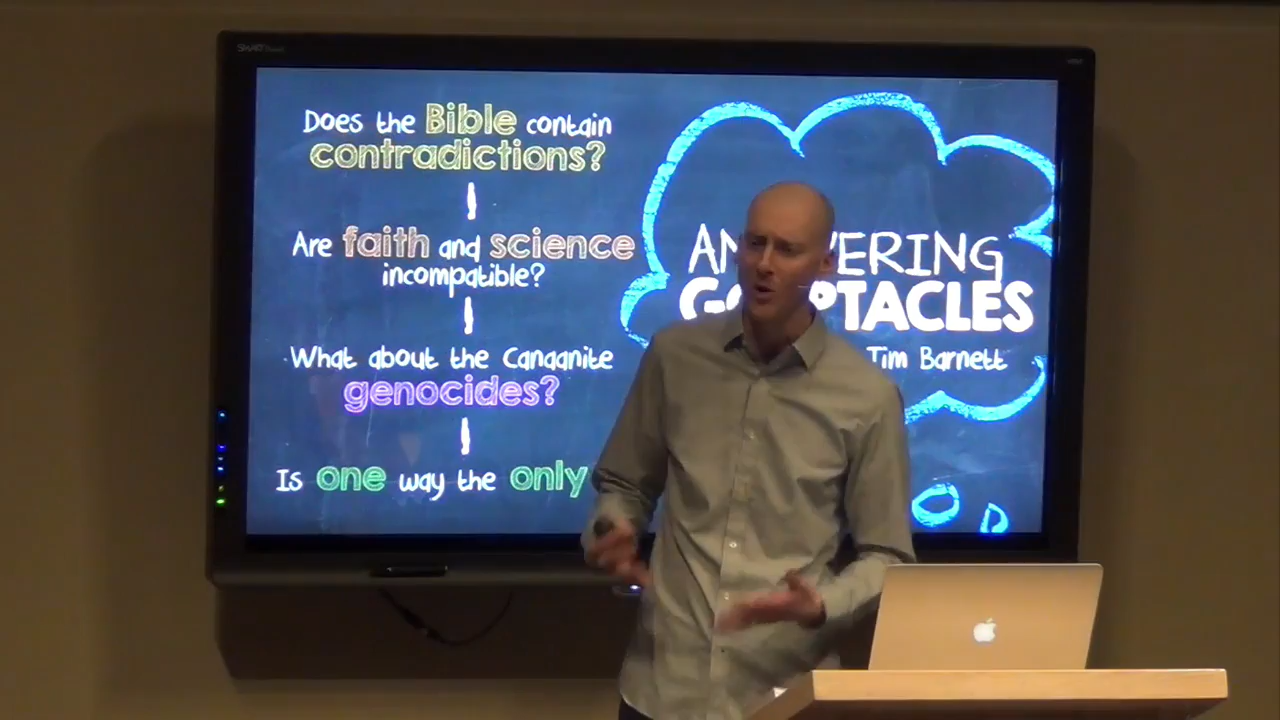 SMART
Does the Bible contain
contradictions?
Are faith and science
incompatible?
What about the Canaanite
genocides?
Is one way the only
ANSWERING
Tim Barnett